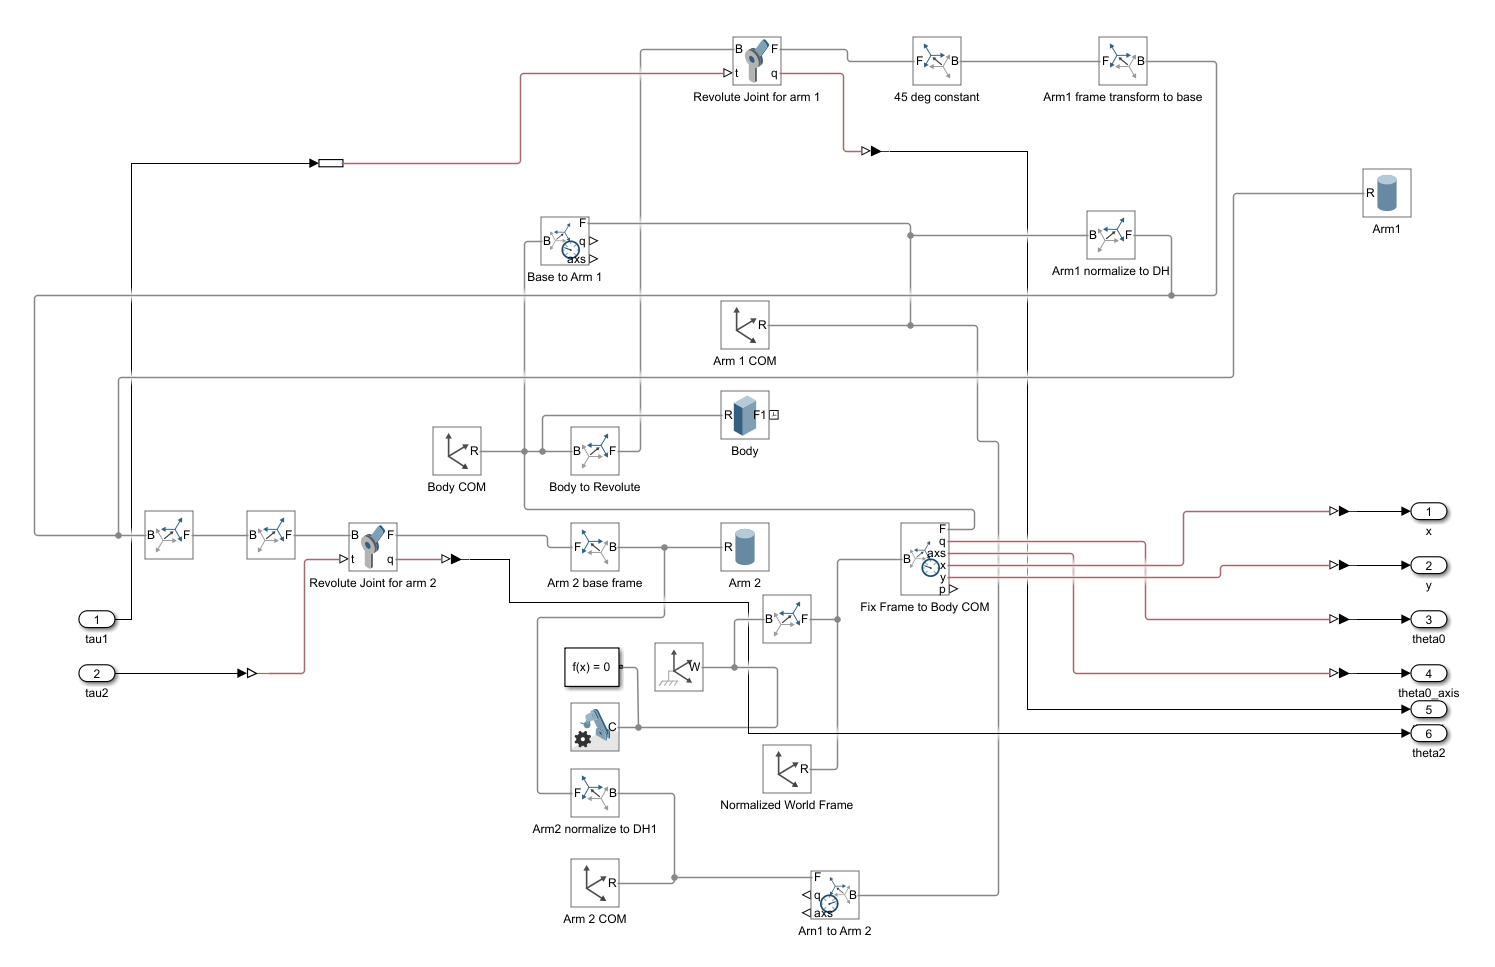 B
F
t
q
Revolute Joint for arm 1
F
B
45 deg constant
F
B
Arm1 frame transform to base
R
Arm1
B
F
q
axs
Base to Arm 1
B
F
Arm1 normalize to DH
R
Arm 1 COM
R
F1
Body
R
Body COM
B
F
Body to Revolute
B
F
B
F
B
F
t
q
Revolute Joint for arm 2
F
B
Arm 2 base frame
R
Arm 2
B
F
q
axs
x
y
p
Fix Frame to Body COM
1
x
2
y
3
theta0
4
theta0_axis
5
6
theta2
1
tau1
2
tau2
B
F
f(x) = 0
W
C
R
Normalized World Frame
F
B
Arm2 normalize to DH1
R
Arm 2 COM
F
q
axs
B
Arn1 to Arm 2